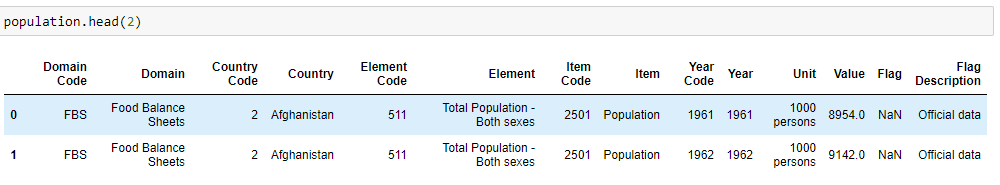 population.head(2)
Domain Code Domain Country Code Country Element Code Element Item Code Item Year Code Year Unit Value Flag Flag Description
0 FBS Food Balance Sheets 2 Afghanistan 511 Total Population - Both sexes 2501 Population 1961 1961 1000 persons 8954.0 NaN Official data
1 FBS Food Balance Sheets 2 Afghanistan 511 Total Population - Both sexes 2501 Population 1962 1962 1000 persons 9142.0 NaN Official data